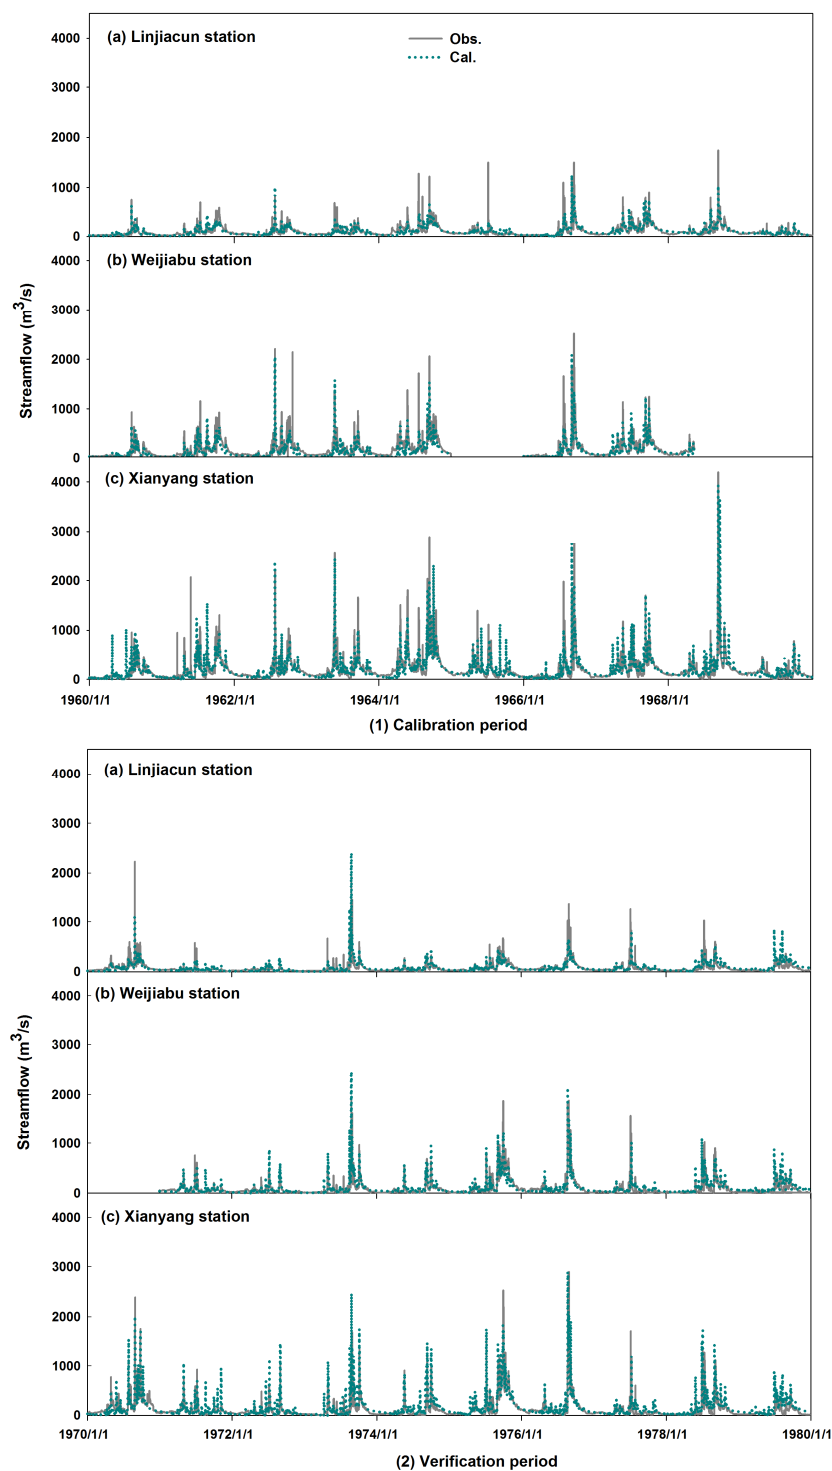 (a) Linjiacun station
Obs.
Cal.
4000
3000
2000
1000
0
(b) Weijiabu station
4000
3000
2000
1000
0
(c) Xianyang station
4000
3000
2000
1000
0
Streamflow (m3/s)
1960/1/1 1962/1/1 1964/1/1 1966/1/1 1968/1/1
(1) Calibration period
(a) Linjiacun station
4000
3000
2000
1000
0
(b) Weijiabu station
4000
3000
2000
1000
0
(c) Xianyang station
4000
3000
2000
1000
0
Streamflow (m3/s)
1970/1/1 1972/1/1 1974/1/1 1976/1/1 1978/1/1 1980/1/1
(2) Verification period